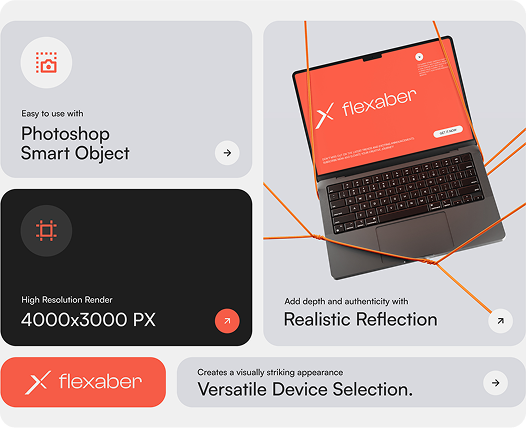 Easy to use with
Photoshop
Smart Object
High Resolution Render
4000x3000 PX
flexaber
flexaber
GET IT NOW
Add depth and authenticity with
Realistic Reflection
Creates a visually striking appearance
Versatile Device Selection.